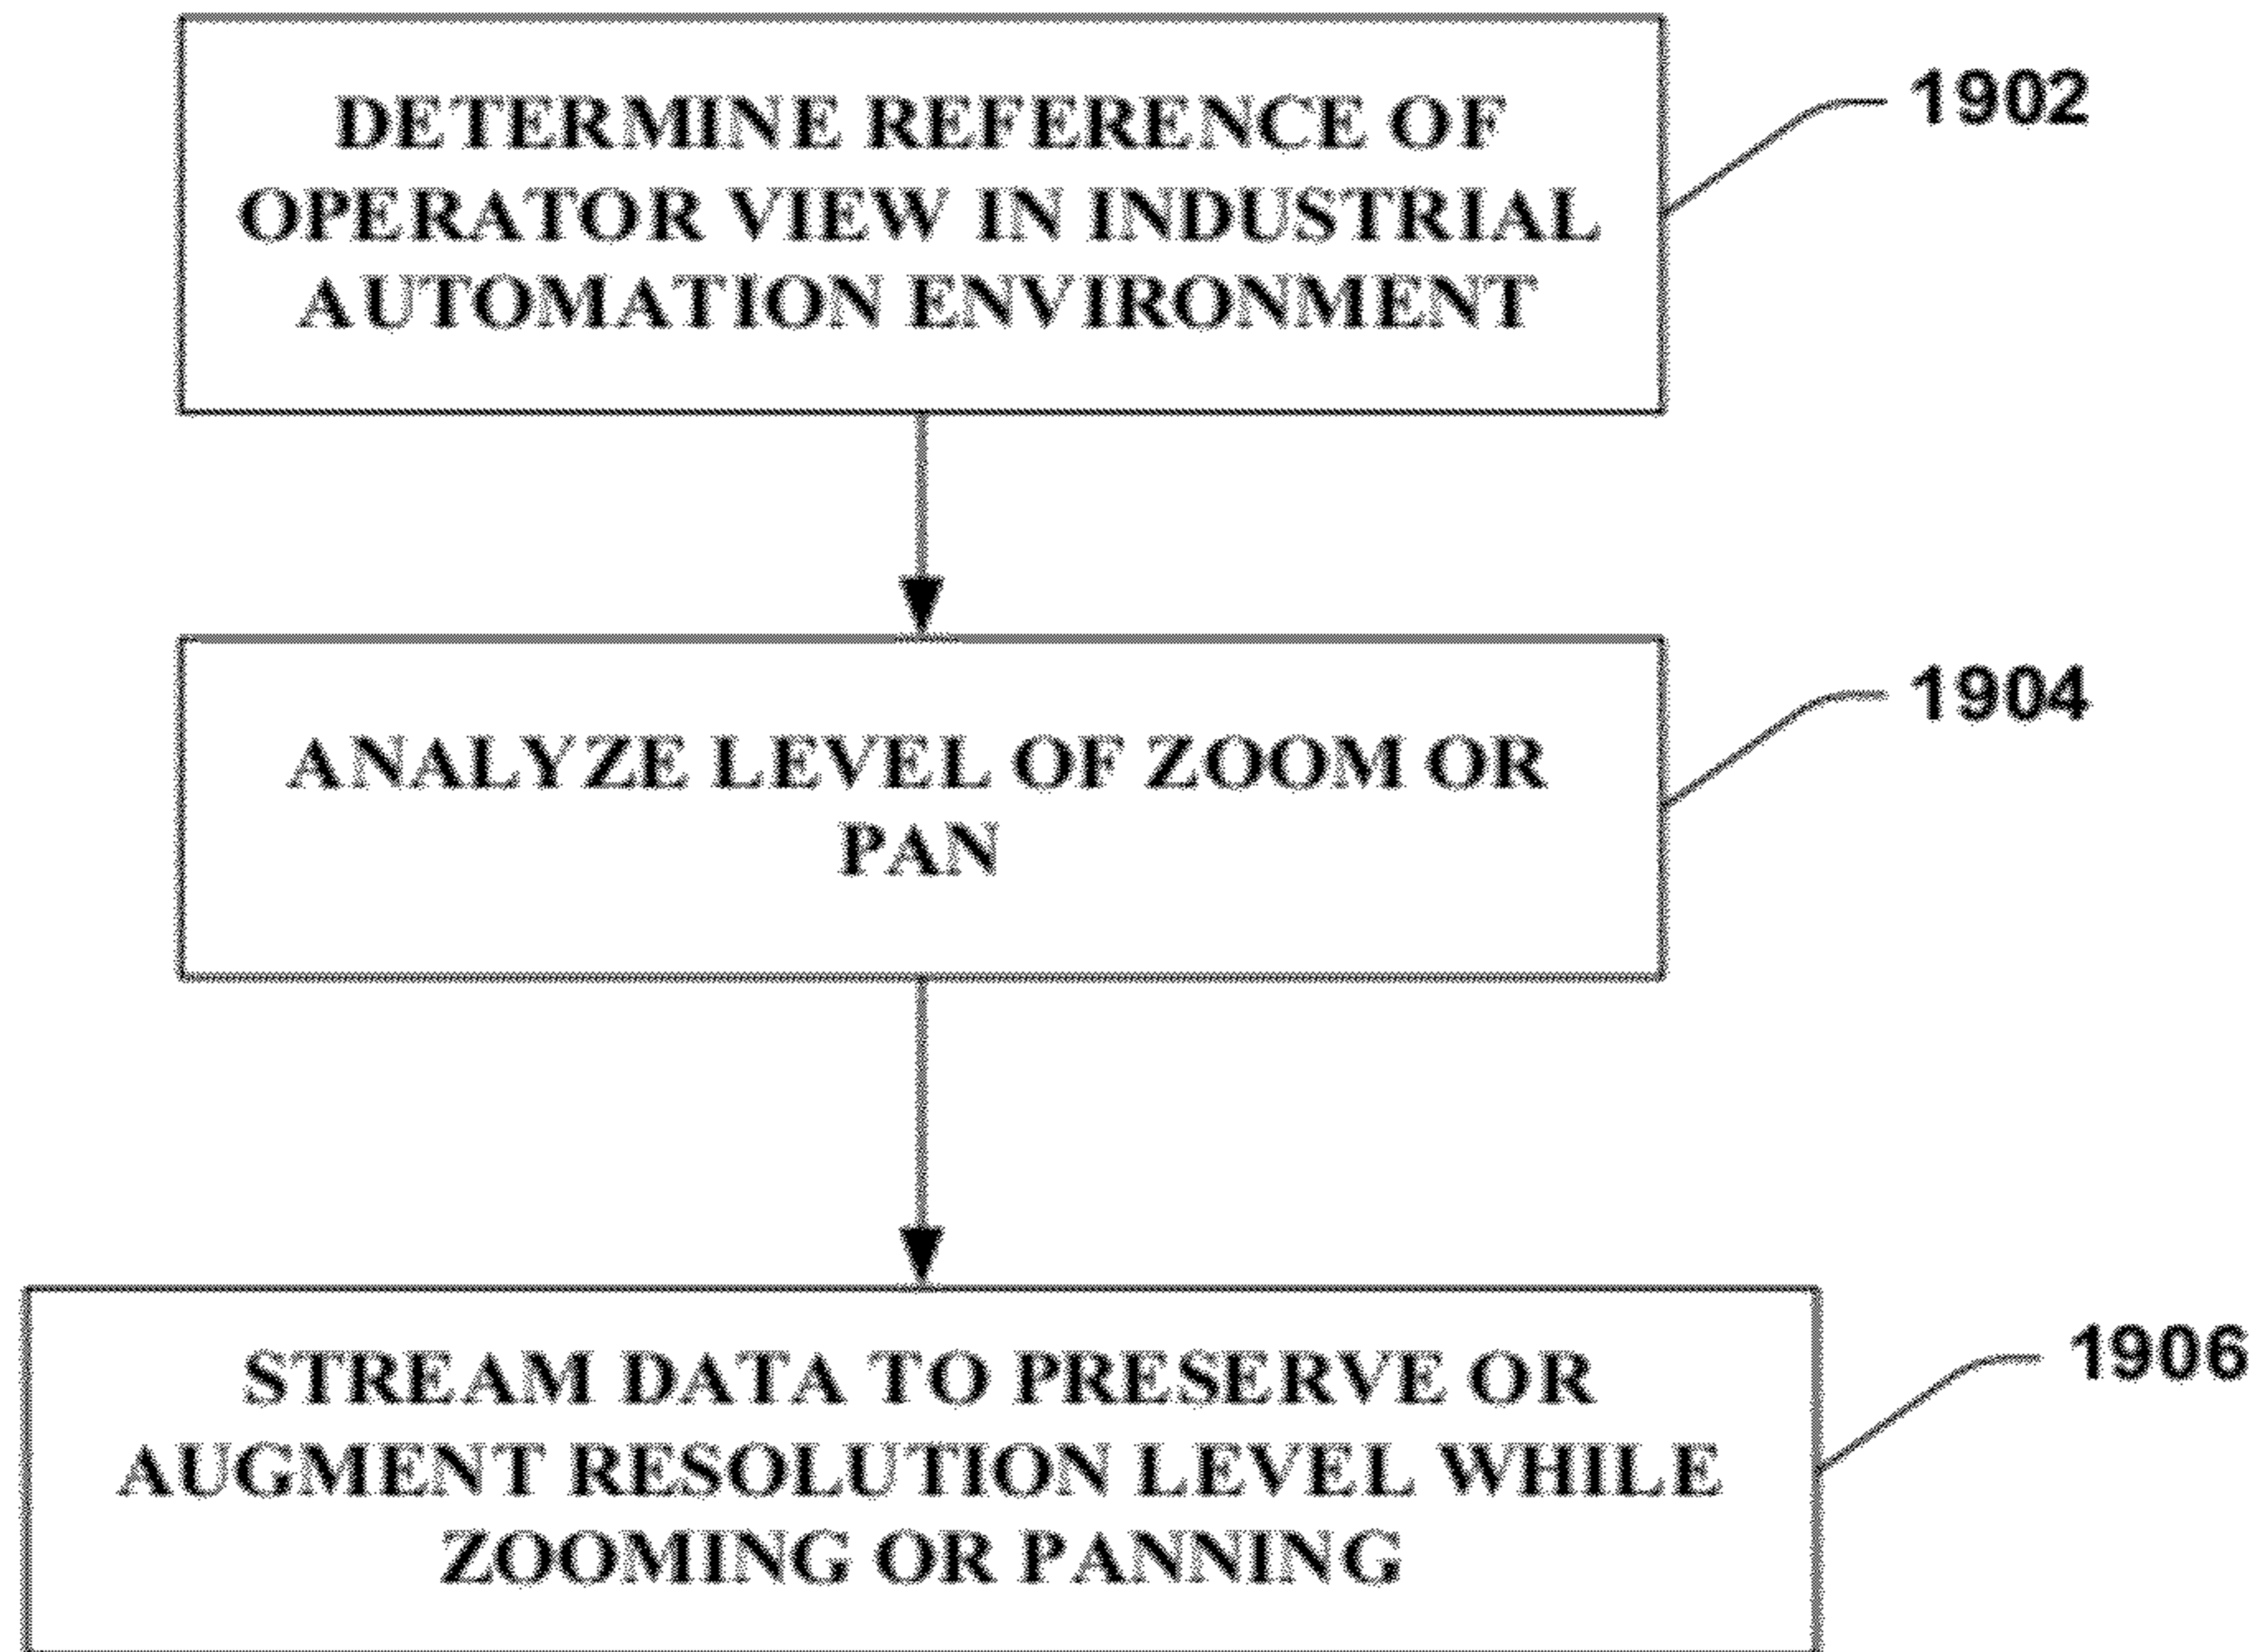 DETERMINE REFERENCE OF
OPERATOR VIEW IN INDUSTRIAL
AUTOMATION ENVIRONMENT
1902
ANALYZE LEVEL OF ZOOM OR
PAN
1904
STREAM DATA TO PRESERVE OR
AUGMENT RESOLUTION LEVEL WHILE
ZOOMING OR PANNING
1906